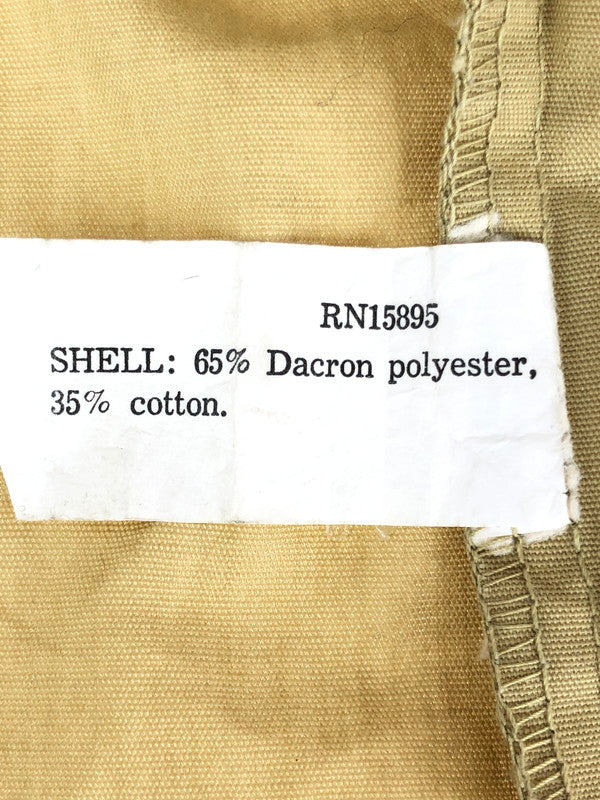 RN15895
SHELL: 65% Dacron polyester,
35% cotton.